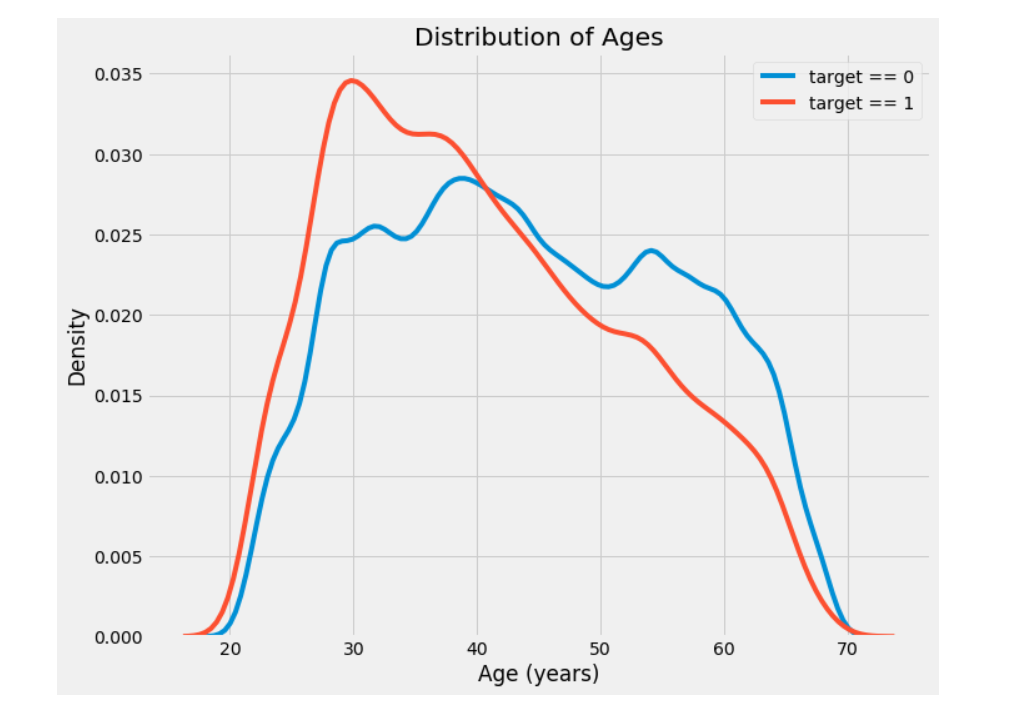 Distribution of Ages
target == 0
target == 1
0.035
0.030
0.025
0.020
0.015
0.010
0.005
0.000
Density
20 30 40 50 60 70
Age (years)